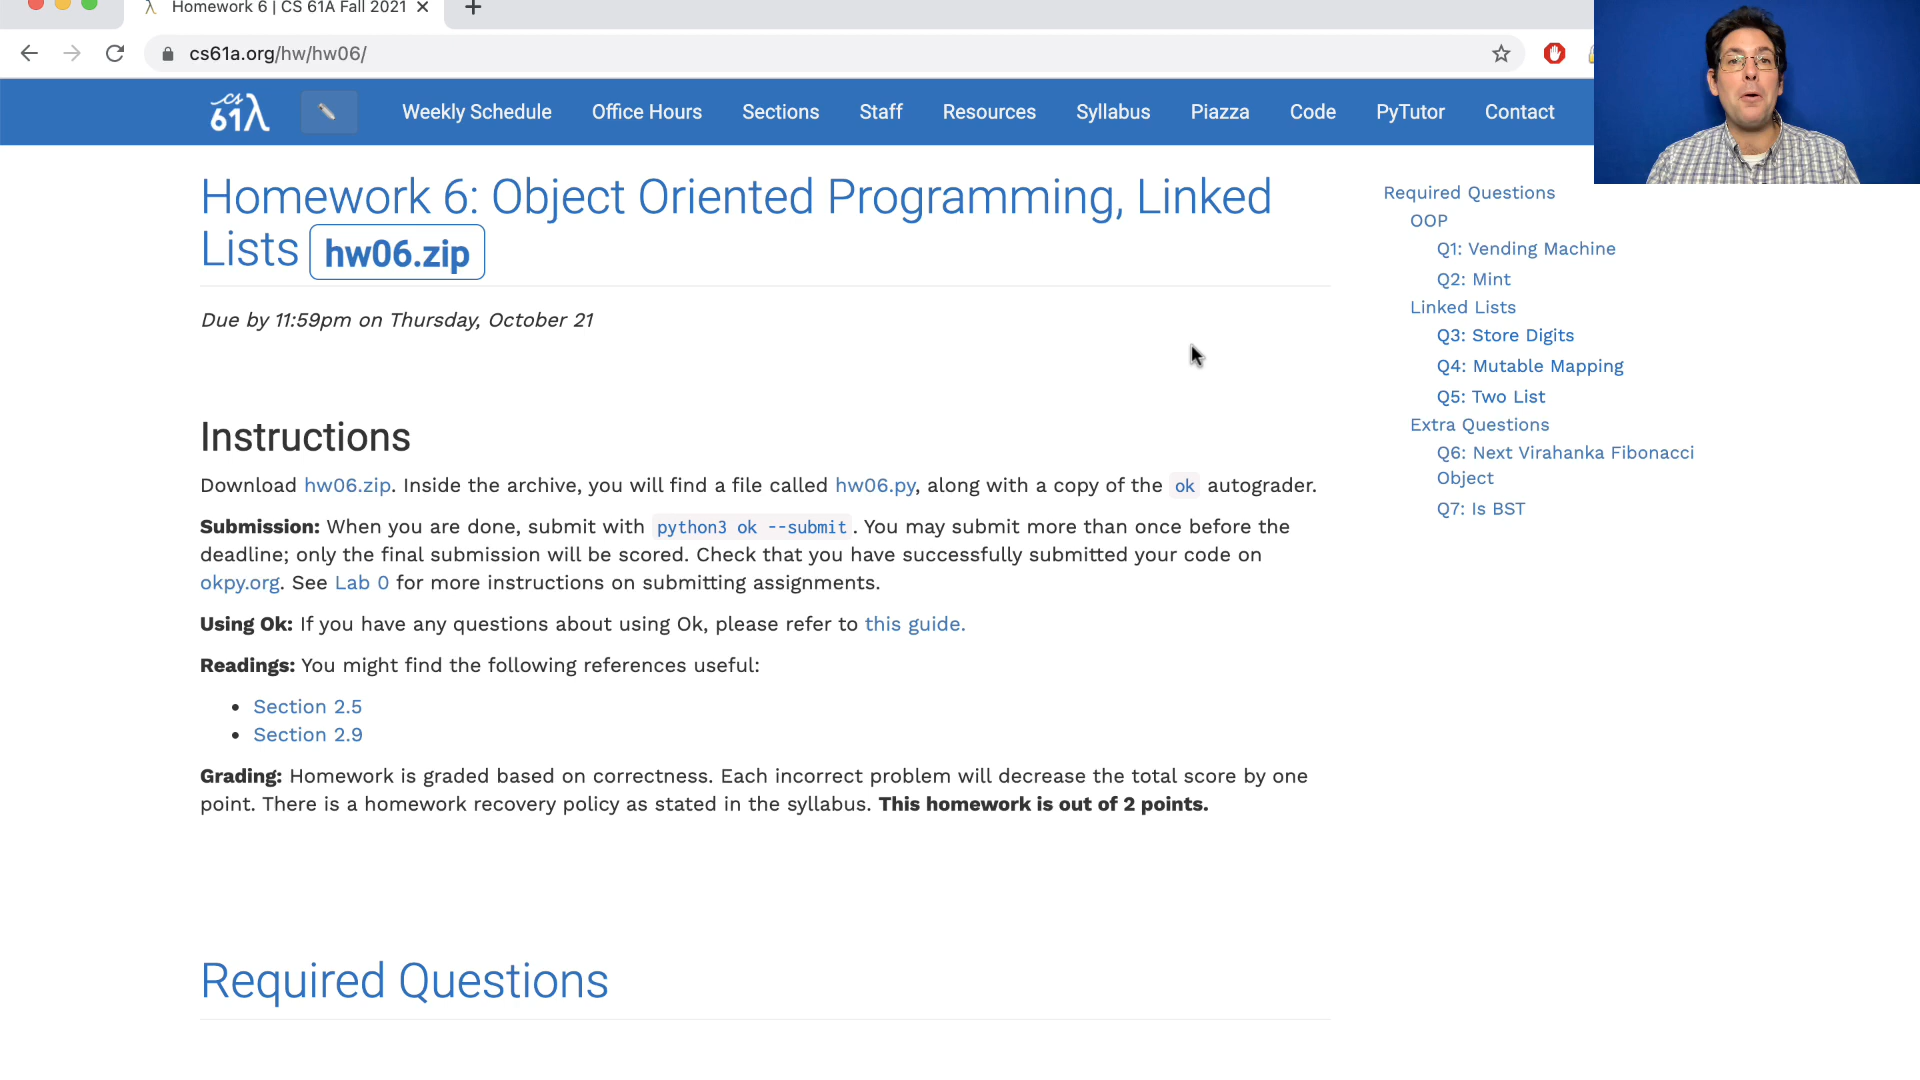 Homework 6 | CS 61A Fall 2021
cs61a.org/hw/hw06/
cs 61A
Weekly Schedule
Office Hours
Sections
Staff
Resources
Syllabus
Piazza
Code
PyTutor
Contact
Homework 6: Object Oriented Programming, Linked
Lists hw06.zip
Due by 11:59pm on Thursday, October 21
Instructions
Download hw06.zip. Inside the archive, you will find a file called hw06.py, along with a copy of the ok autograder.
Submission: When you are done, submit with python3 ok --submit. You may submit more than once before the
deadline; only the final submission will be scored. Check that you have successfully submitted your code on
okpy.org. See Lab 0 for more instructions on submitting assignments.
Using Ok: If you have any questions about using Ok, please refer to this guide.
Readings: You might find the following references useful:
• Section 2.5
• Section 2.9
Grading: Homework is graded based on correctness. Each incorrect problem will decrease the total score by one
point. There is a homework recovery policy as stated in the syllabus. This homework is out of 2 points.
Required Questions
Required Questions
OOP
Q1: Vending Machine
Q2: Mint
Linked Lists
Q3: Store Digits
Q4: Mutable Mapping
Q5: Two List
Extra Questions
Q6: Next Virahanka Fibonacci
Object
Q7: Is BST